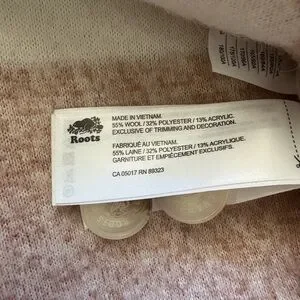 Roots
MADE IN VIETNAM.
55% WOOL / 32% POLYESTER / 13% ACRYLIC.
EXCLUSIVE OF TRIMMING AND DECORATION.
FABRIQUÉ AU VIETNAM.
55% LAINE / 32% POLYESTER / 13% ACRYLIQUE.
GARNITURE ET EMPIÈCEMENT EXCLUSIFS.
CA 05017 RN 89323